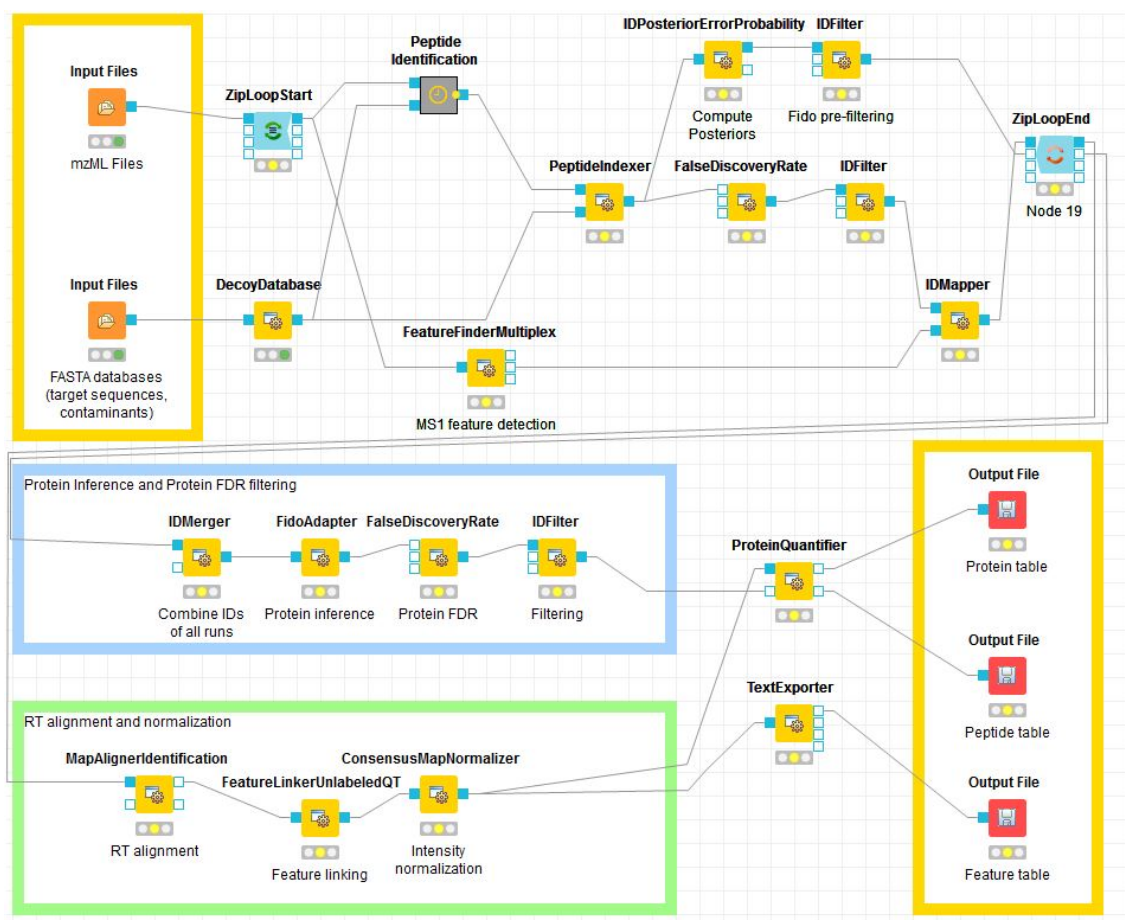 Input Files
mzML Files
ZipLoopStart
Peptide
Identification
IDPosteriorErrorProbability
Compute
Posteriors
IDFilter
Fido pre-filtering
ZipLoopEnd
Node 19
PeptideIndexer
FalseDiscoveryRate
IDFilter
Input Files
FASTA databases
(target sequences,
contaminants)
DecoyDatabase
FeatureFinderMultiplex
MS1 feature detection
IDMapper
Protein Inference and Protein FDR filtering
IDMerger
Combine IDs
of all runs
FidoAdapter
Protein inference
FalseDiscoveryRate
Protein FDR
IDFilter
Filtering
ProteinQuantifier
Output File
Protein table
Output File
Peptide table
RT alignment and normalization
MapAlignerIdentification
RT alignment
FeatureLinkerUnlabeledQT
Feature linking
ConsensusMapNormalizer
Intensity
normalization
TextExporter
Output File
Feature table